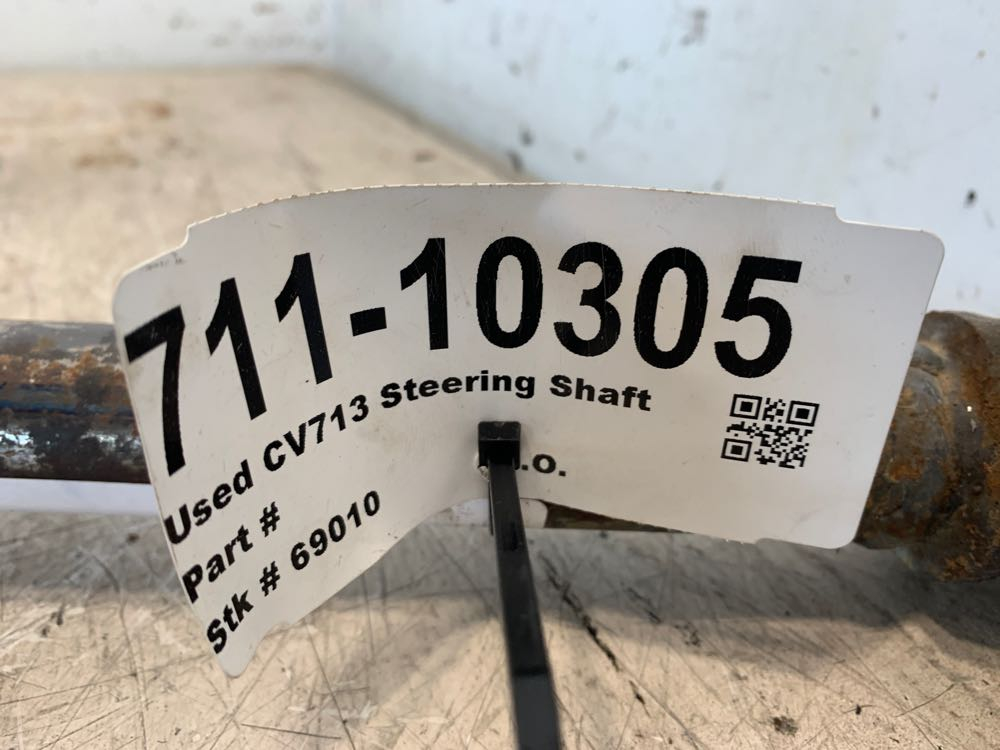 711-10305
Used CV713 Steering Shaft
Part #
.o.
Stk # 69010